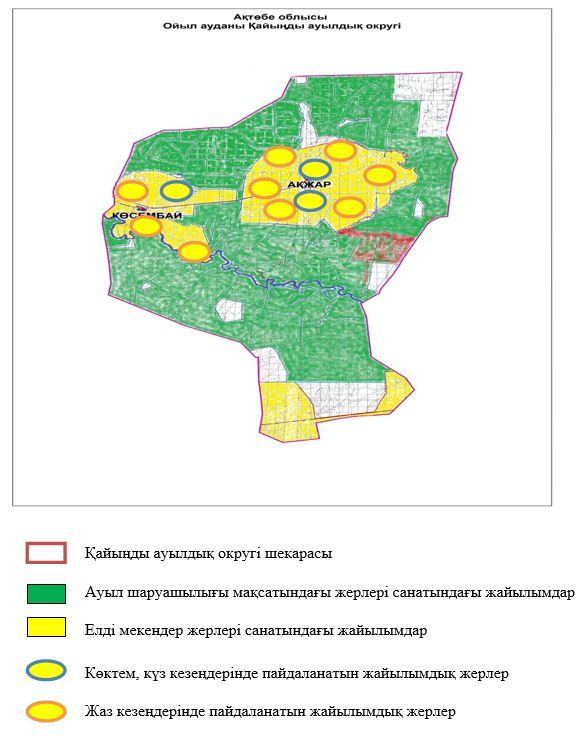 Ақтөбе облысы
Ойыл ауданы Қайыңды ауылдық округі
АҚЖАР
КӨСЕМБАЙ
Қайыңды ауылдық округі шекарасы
Ауыл шаруашылығы мақсатындағы жерлері санатындағы жайылымдар
Елді мекендер жерлері санатындағы жайылымдар
Көктем, күз кезеңдерінде пайдаланатын жайылымдық жерлер
Жаз кезеңдерінде пайдаланатын жайылымдық жерлер